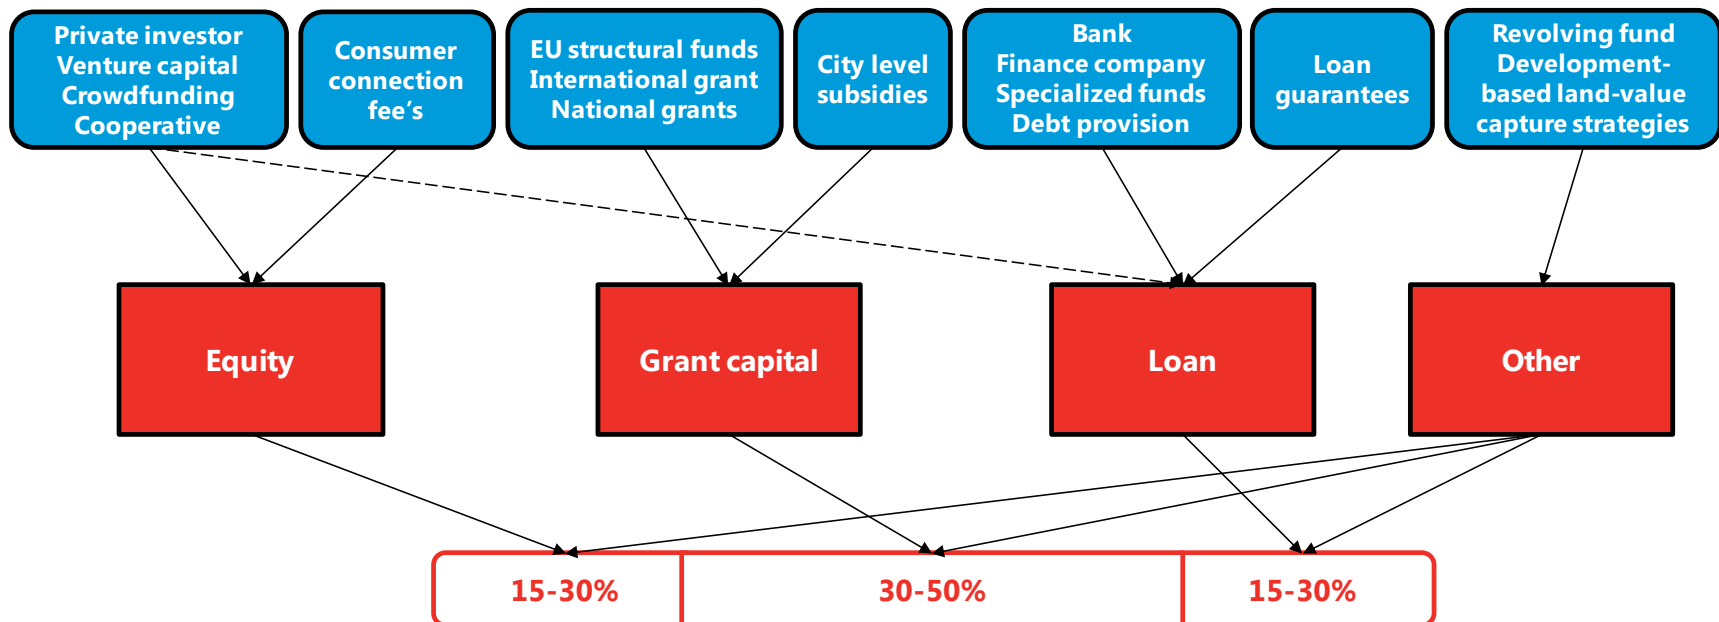 Private investor
Venture capital
Crowdfunding
Cooperative
Consumer
connection
fee's
EU structural funds
International grant
National grants
City level
subsidies
Bank
Finance company
Specialized funds
Debt provision
Loan
guarantees
Revolving fund
Development-
based land-value
capture strategies
Equity
Grant capital
Loan
Other
15-30%
30-50%
15-30%